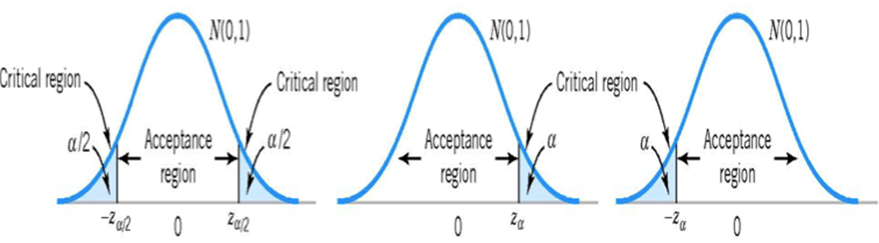 N(0,1)
Critical region
Critical region
α/2
Acceptance
region
α/2
−zα/2
0
zα/2
N(0,1)
Critical region
Acceptance
region
α
0
zα
N(0,1)
α
Acceptance
region
−zα
0